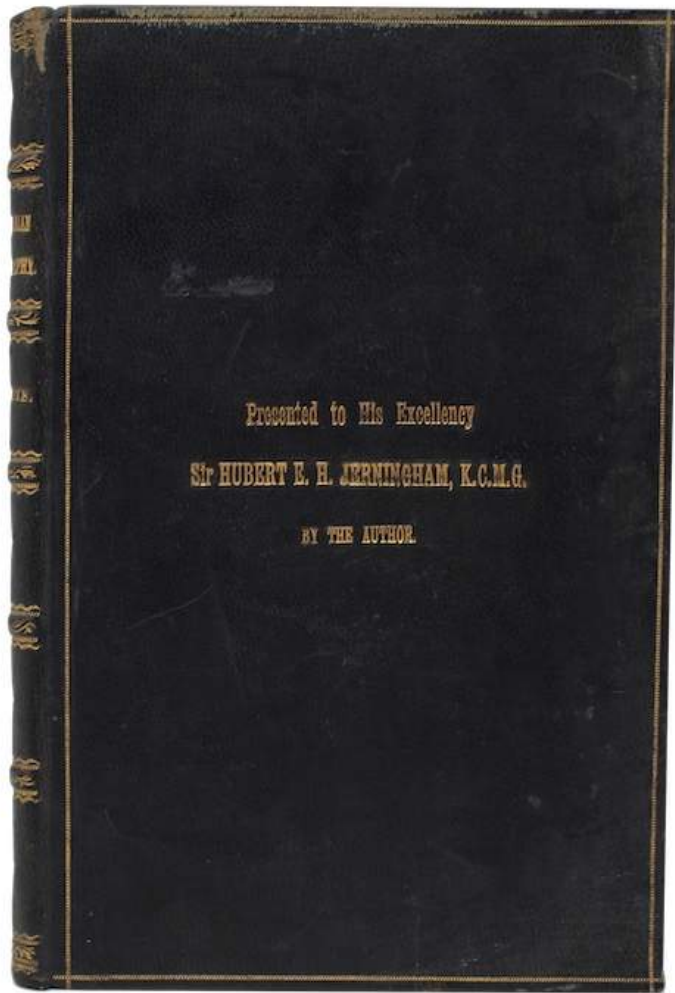 Presented to His Excellency
Sir HUBERT E. H. JERNINGHAM, K.C.M.G.
BY THE AUTHOR.